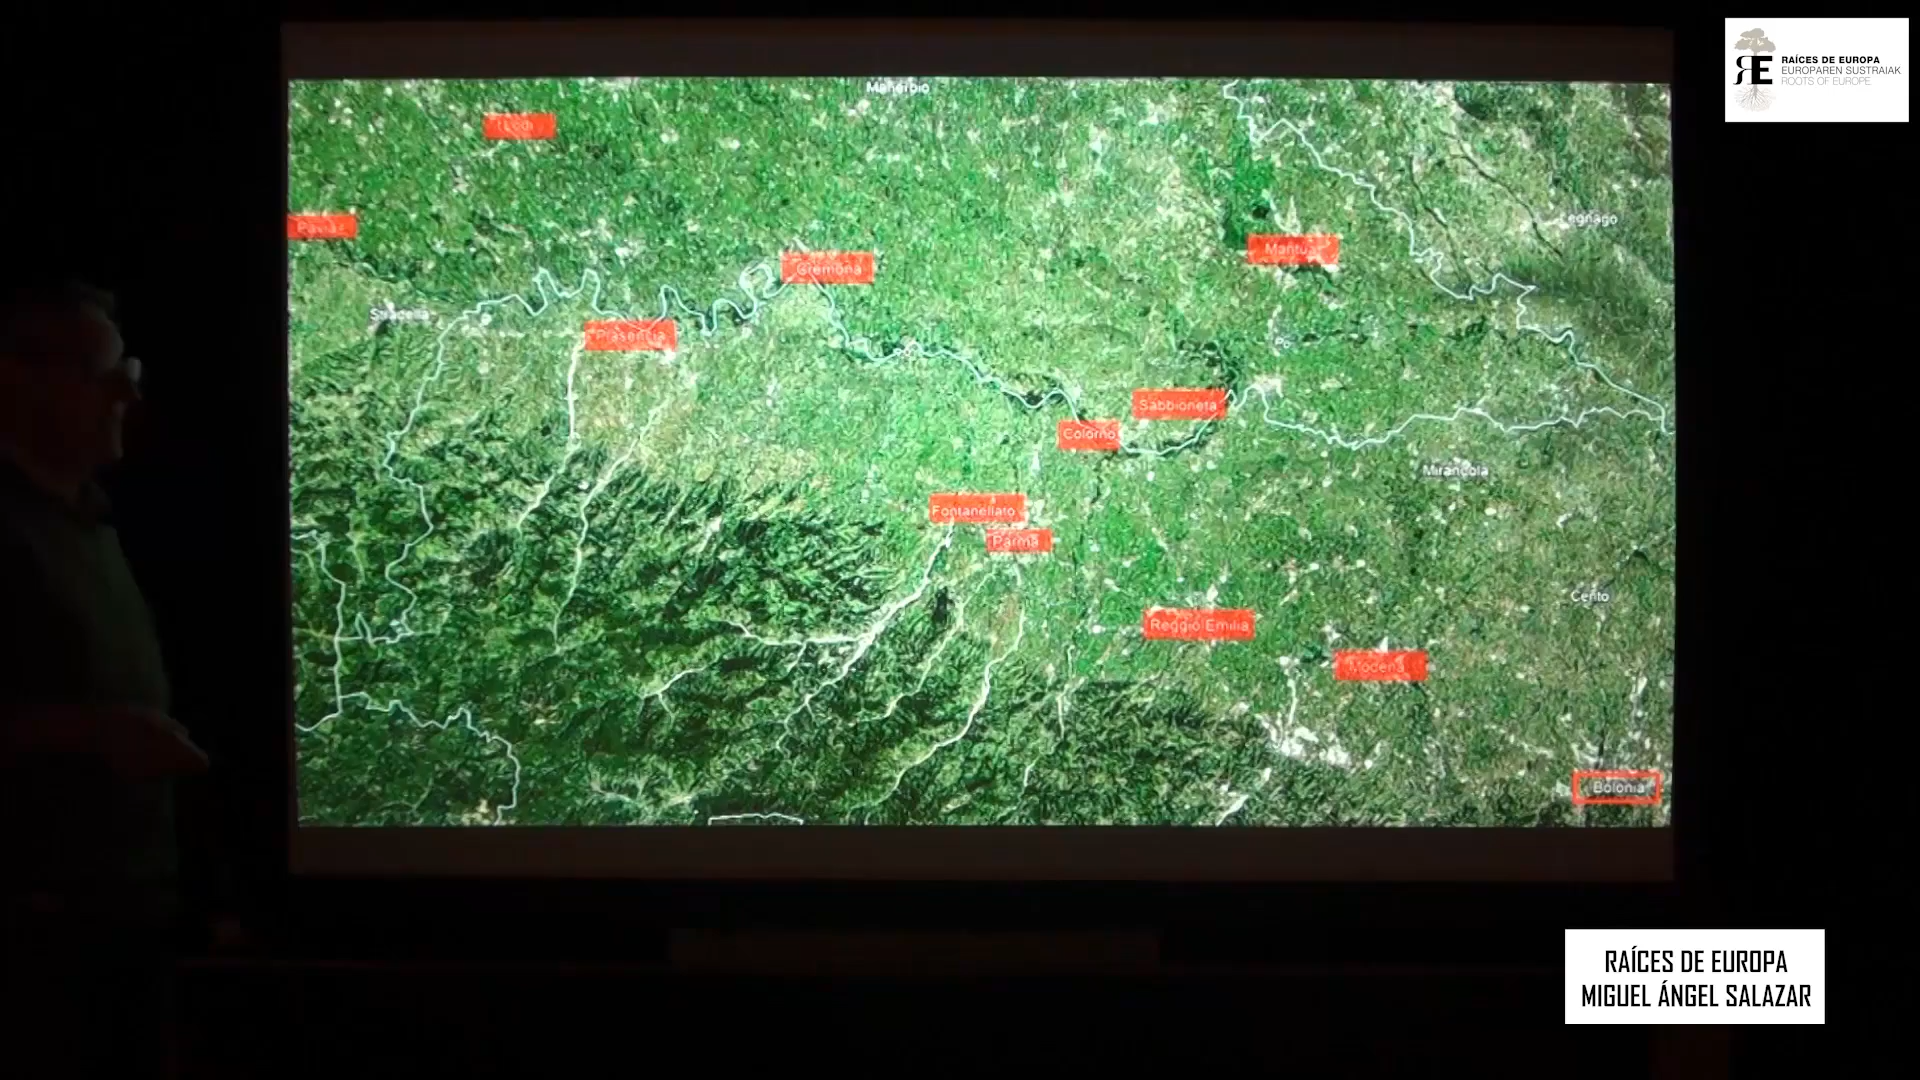 RAÍCES DE EUROPA
EUROPAREN SUSTRAIAK
ROOTS OF EUROPE
Manerbio
Lodi
Legnago
Pavia
Mantua
Cremona
Stradella
Plasencia
Po
Sabbioneta
Colorno
Mirandola
Fontanellato
Parma
Cento
Reggio Emilia
Modena
Bolonia
RAÍCES DE EUROPA
MIGUEL ÁNGEL SALAZAR